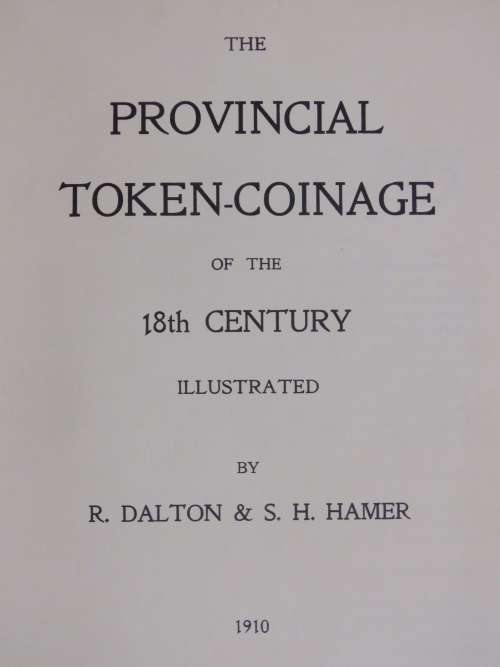 THE
PROVINCIAL
TOKEN-COINAGE
OF THE
18th CENTURY
ILLUSTRATED
BY
R. DALTON & S. H. HAMER
1910